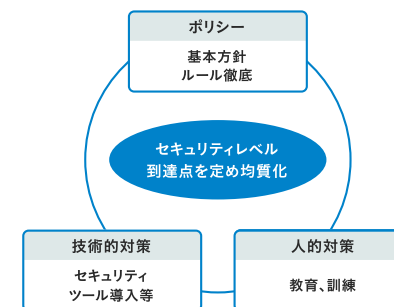 ポリシー
基本方針
ルール徹底
セキュリティレベル
到達点を定め均質化
技術的対策
セキュリティ
ツール導入等
人的対策
教育、訓練